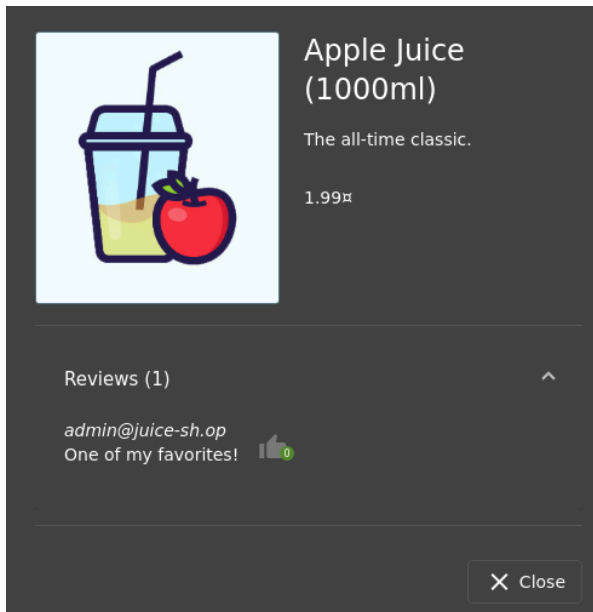 Apple Juice
(1000ml)
The all-time classic.
1.99¤
Reviews (1)
admin@juice-sh.op
One of my favorites!
0
Close